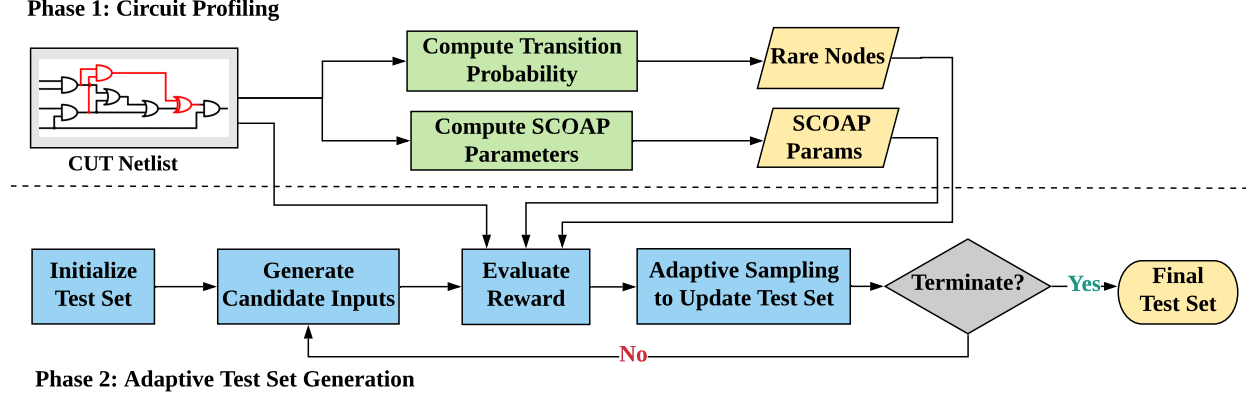 Phase 1: Circuit Profiling
Compute Transition
Probability
Rare Nodes
Compute SCOAP
Parameters
SCOAP
Params
CUT Netlist
Initialize
Test Set
Generate
Candidate Inputs
Evaluate
Reward
Adaptive Sampling
to Update Test Set
Terminate?
Yes
Final
Test Set
No
Phase 2: Adaptive Test Set Generation